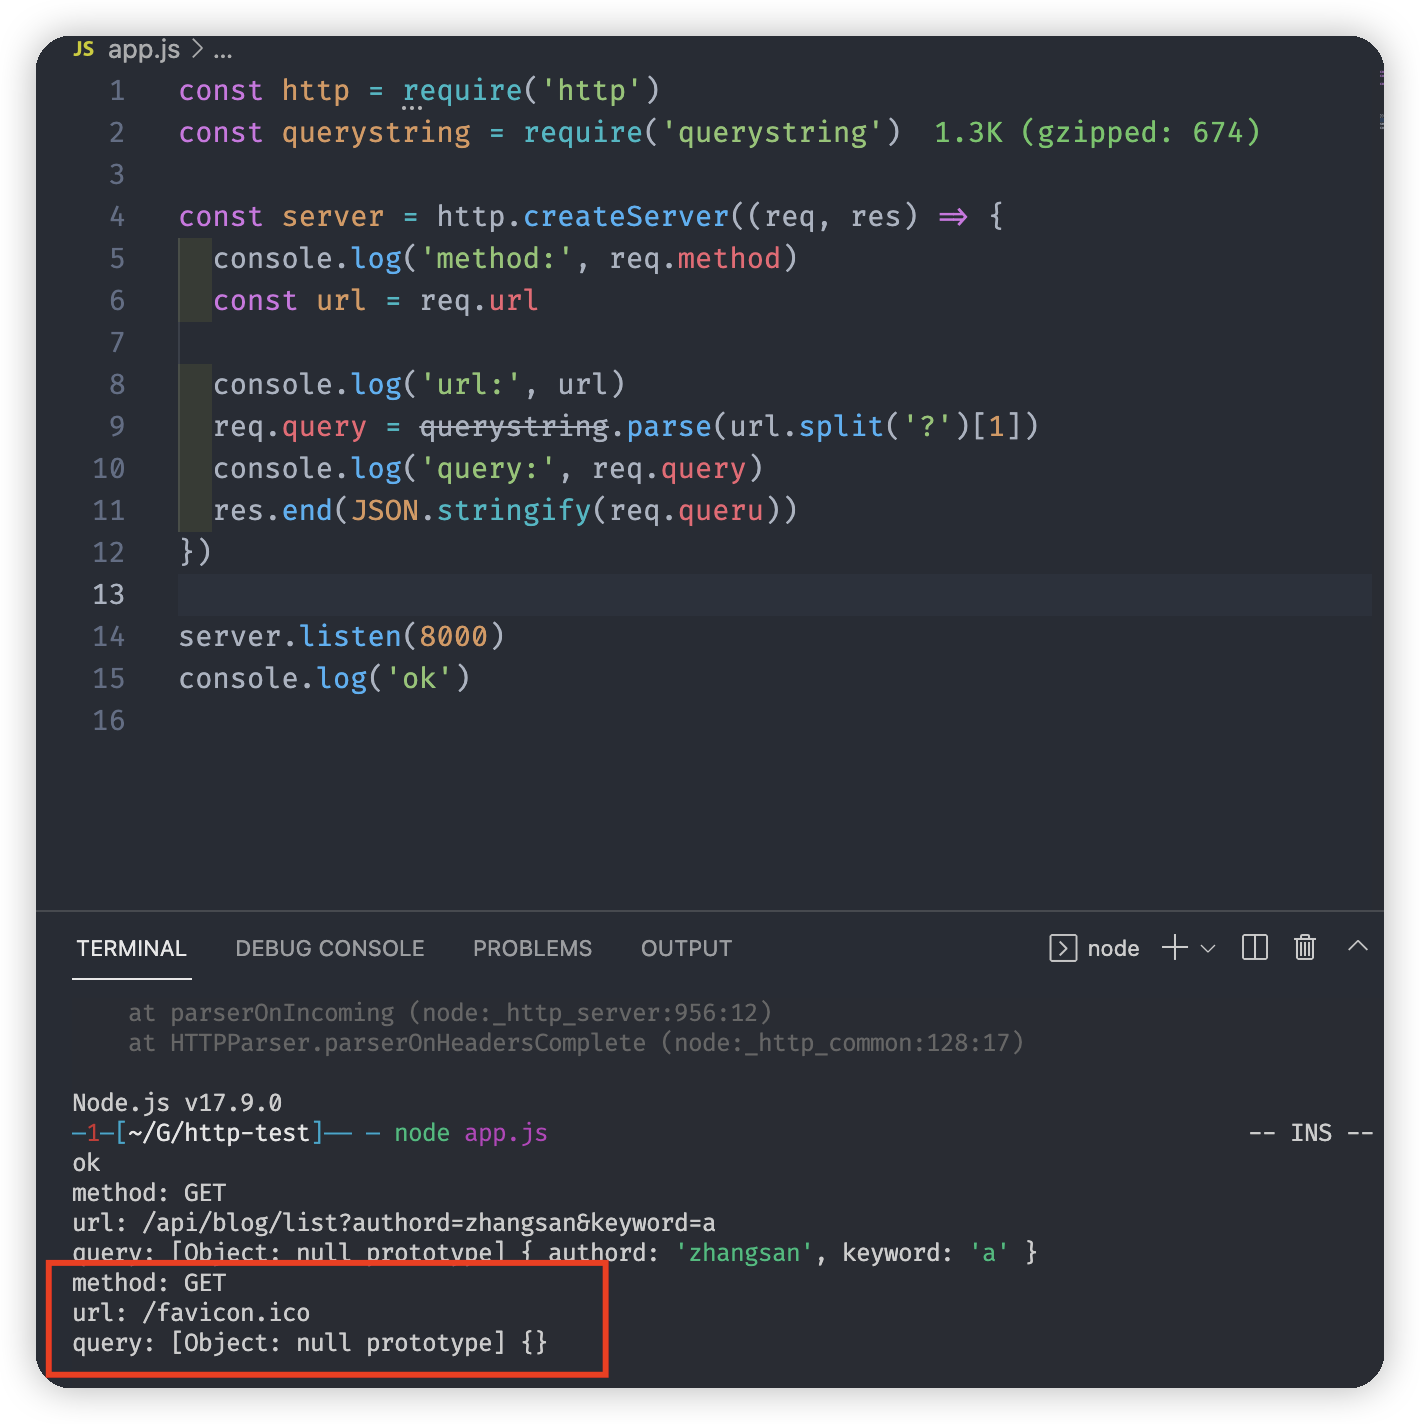 JS app.js > ...
1 const http = require('http')
2 const querystring = require('querystring') 1.3K (gzipped: 674)
3
4 const server = http.createServer((req, res) => {
5 console.log('method:', req.method)
6 const url = req.url
7
8 console.log('url:', url)
9 req.query = querystring.parse(url.split('?')[1])
10 console.log('query:', req.query)
11 res.end(JSON.stringify(req.queru))
12 })
13
14 server.listen(8000)
15 console.log('ok')
16
TERMINAL DEBUG CONSOLE PROBLEMS OUTPUT node
at parserOnIncoming (node:_http_server:956:12)
at HTTPParser.parserOnHeadersComplete (node:_http_common:128:17)
Node.js v17.9.0
—1—[~/G/http-test]—— — node app.js -- INS --
ok
method: GET
url: /api/blog/list?authord=zhangsan&keyword=a
query: [Object: null prototype] { authord: 'zhangsan', keyword: 'a' }
method: GET
url: /favicon.ico
query: [Object: null prototype] {}